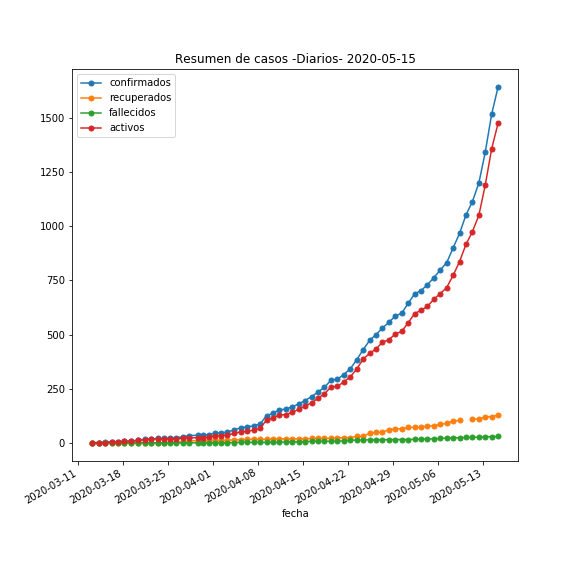 Resumen de casos -Diarios- 2020-05-15
confirmados
recuperados
fallecidos
activos
1500
1250
1000
750
500
250
0
2020-03-11
2020-03-18
2020-03-25
2020-04-01
2020-04-08
2020-04-15
2020-04-22
2020-04-29
2020-05-06
2020-05-13
fecha